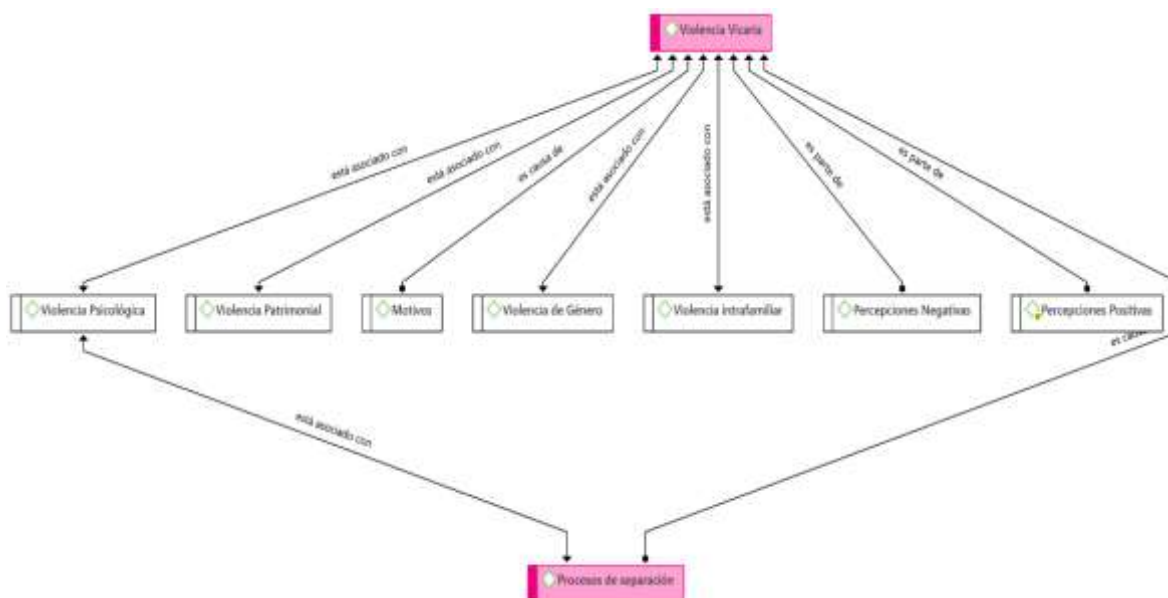 Violencia Vicaria
está asociado con
está asociado con
es causa de
está asociado con
está asociado con
es parte de
es parte de
Violencia Psicológica
Violencia Patrimonial
Motivos
Violencia de Género
Violencia intrafamiliar
Percepciones Negativas
Percepciones Positivas
es
está asociado con
Procesos de separación